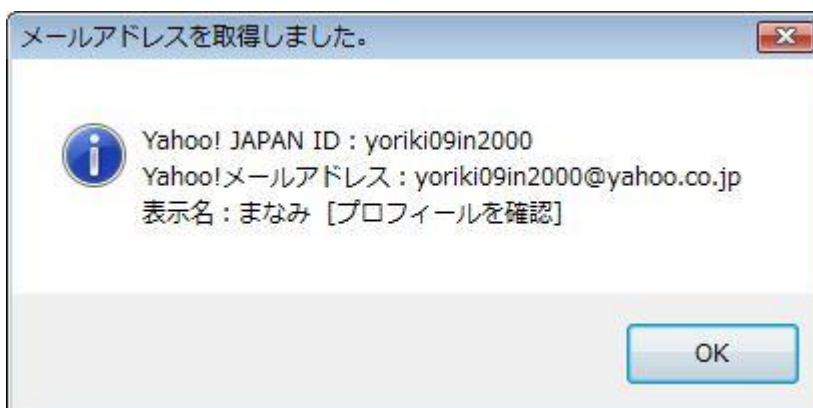 メールアドレスを取得しました。
Yahoo! JAPAN ID：yoriki09in2000
Yahoo!メールアドレス：yoriki09in2000@yahoo.co.jp
表示名：まなみ [プロフィールを確認]
OK